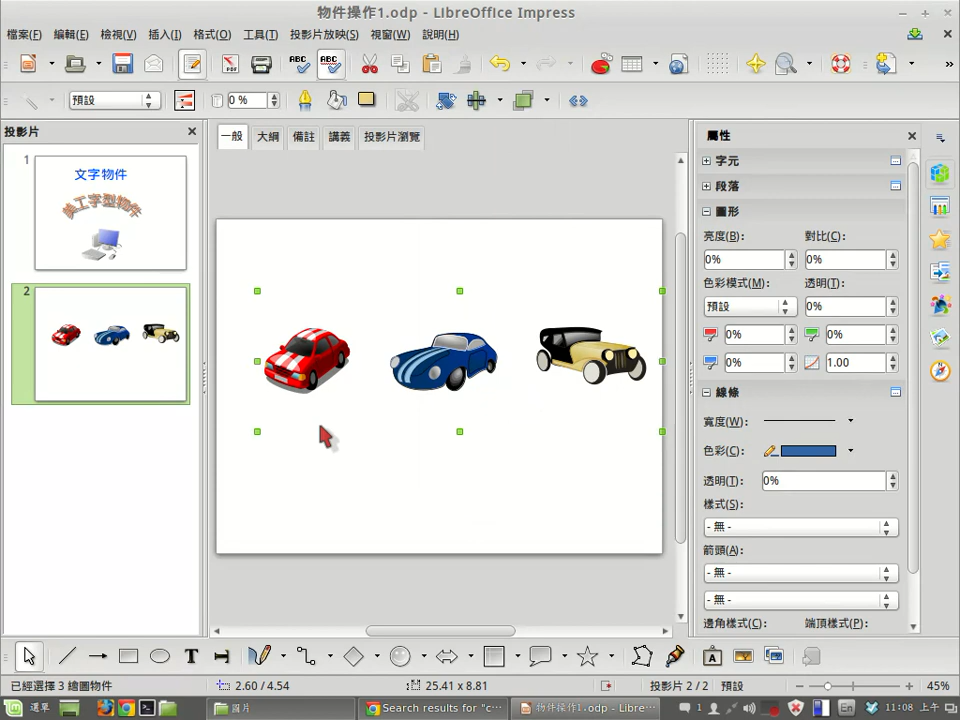 物件操作1.odp - LibreOffice Impress
檔案(F) 編輯(E) 檢視(V) 插入(I) 格式(O) 工具(T) 投影片放映(S) 視窗(W) 說明(H)
預設 0 %
投影片
一般 大綱 備註 講義 投影片瀏覽
屬性
1
文字物件
美工字型物件
2
字元
段落
圖形
亮度(B): 對比(C):
0% 0%
色彩模式(M): 透明(T):
預設 0%
0% 0%
0% 1.00
線條
寬度(W):
色彩(C):
透明(T): 0%
樣式(S):
- 無 -
箭頭(A):
- 無 -
- 無 -
邊角樣式(C): 端頂樣式(P):
已經選擇 3 繪圖物件 2.60 / 4.54 25.41 x 8.81 投影片 2 / 2 預設 45%
選單 圖片 Search results for "c... 物件操作1.odp - Libre... 1 En 11:08 上午